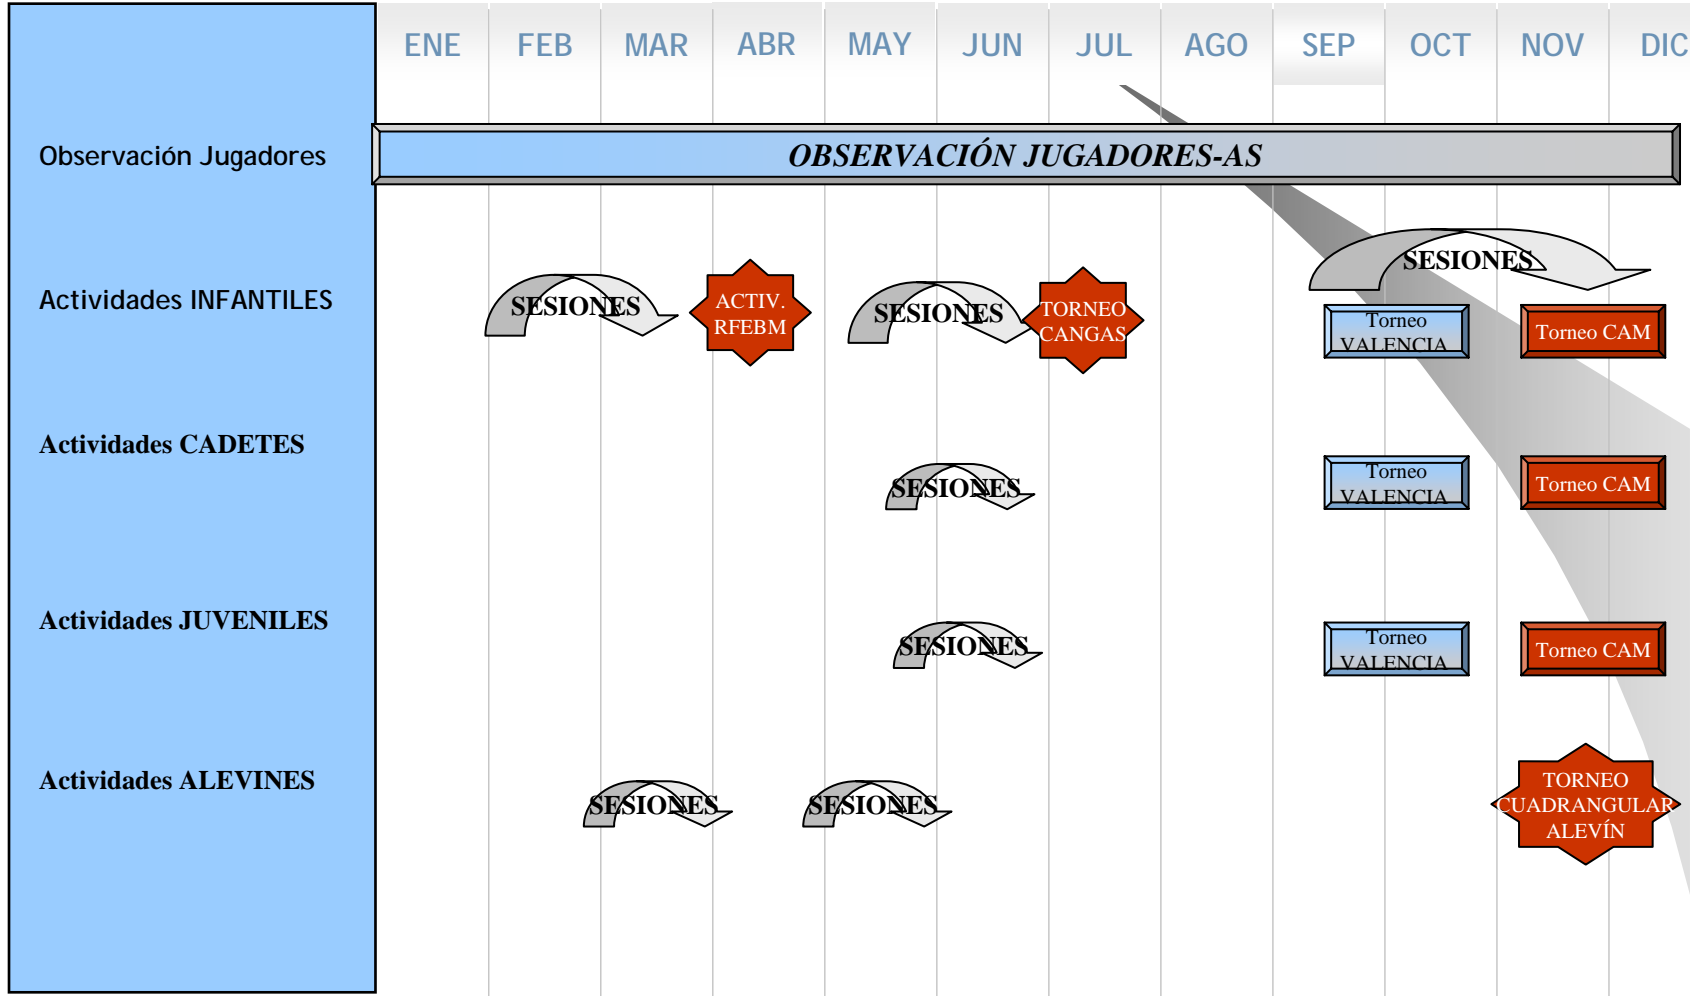 ENE FEB MAR ABR MAY JUN JUL AGO SEP OCT NOV DIC
Observación Jugadores
OBSERVACIÓN JUGADORES-AS
Actividades INFANTILES
SESIONES
ACTIV.
RFEBM
SESIONES
TORNEO
CANGAS
SESIONES
Torneo
VALENCIA
Torneo CAM
Actividades CADETES
SESIONES
Torneo
VALENCIA
Torneo CAM
Actividades JUVENILES
SESIONES
Torneo
VALENCIA
Torneo CAM
Actividades ALEVINES
SESIONES
SESIONES
TORNEO
CUADRANGULAR
ALEVÍN